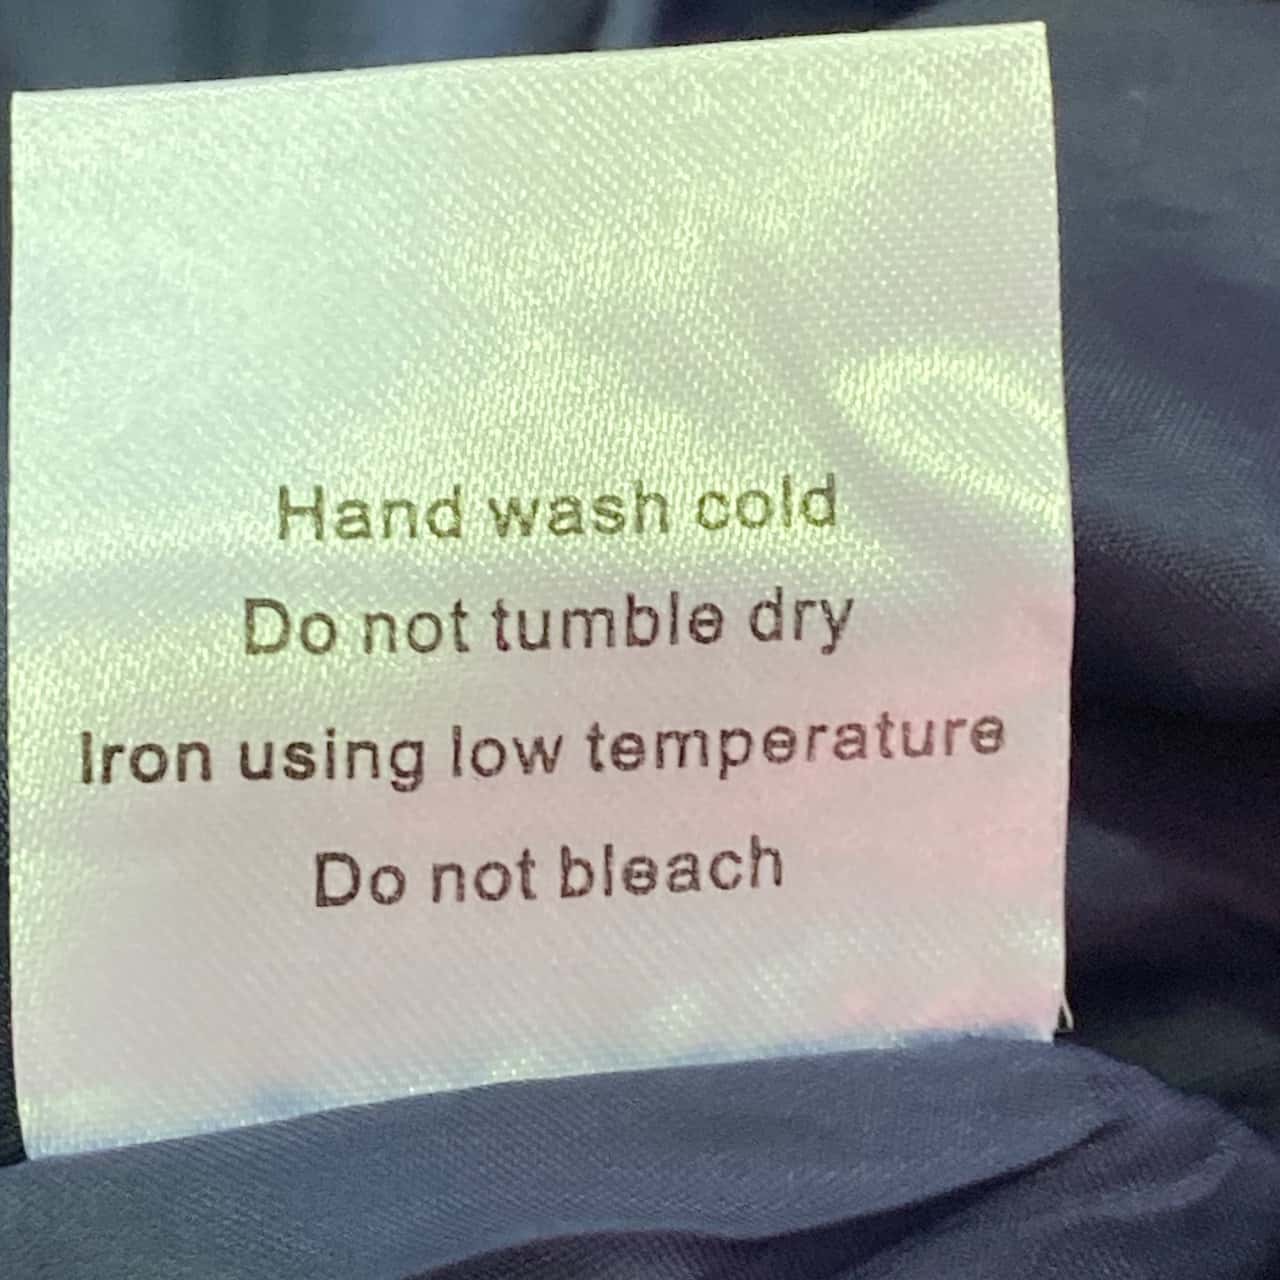 Hand wash cold
Do not tumble dry
Iron using low temperature
Do not bleach